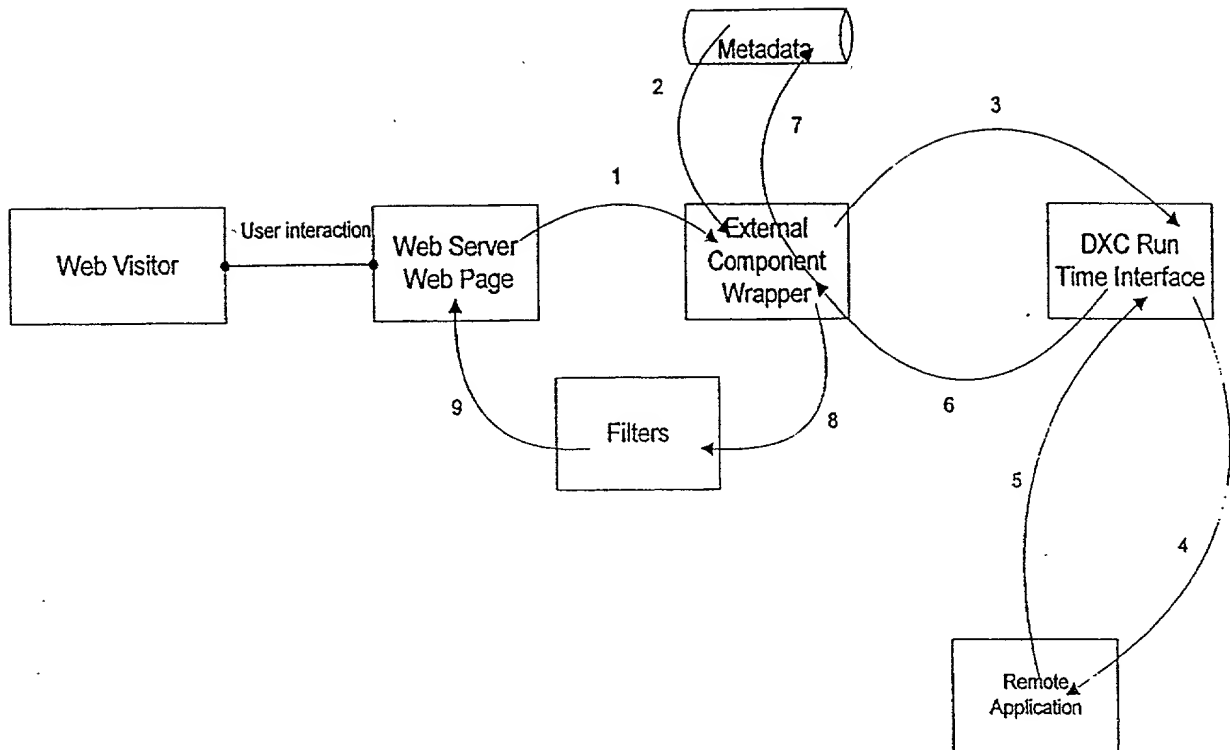 Metadata
2
7
3
1
User interaction
Web Visitor
Web Server
Web Page
External
Component
Wrapper
DXC Run
Time Interface
9
Filters
8
6
5
4
Remote
Application